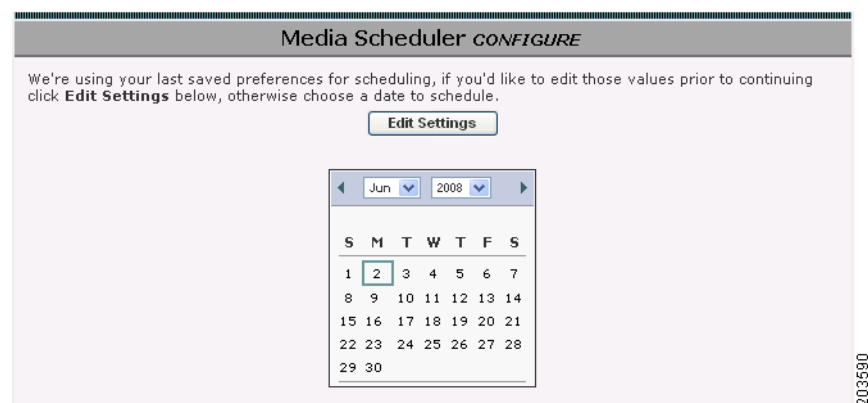 Media Scheduler CONFIGURE
We're using your last saved preferences for scheduling, if you'd like to edit those values prior to continuing
click Edit Settings below, otherwise choose a date to schedule.
Edit Settings
Jun 2008
S M T W T F S
1 2 3 4 5 6 7
8 9 10 11 12 13 14
15 16 17 18 19 20 21
22 23 24 25 26 27 28
29 30
203590